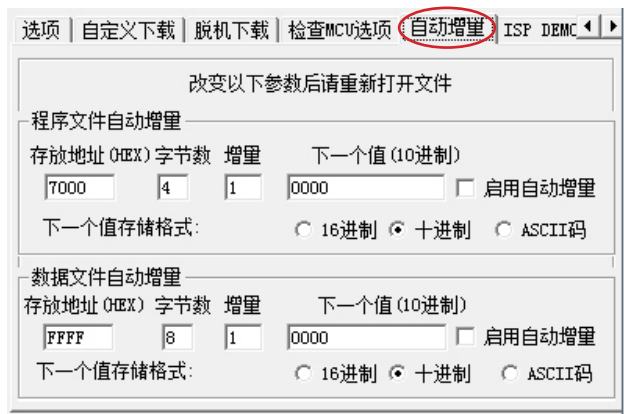 选项 自定义下载 脱机下载 检查MCU选项 自动增量 ISP DEMO
改变以下参数后请重新打开文件
程序文件自动增量
存放地址(HEX) 字节数 增量 下一个值(10进制)
7000 4 1 0000 启用自动增量
下一个值存储格式: 16进制 十进制 ASCII码
数据文件自动增量
存放地址(HEX) 字节数 增量 下一个值(10进制)
FFFF 8 1 0000 启用自动增量
下一个值存储格式: 16进制 十进制 ASCII码